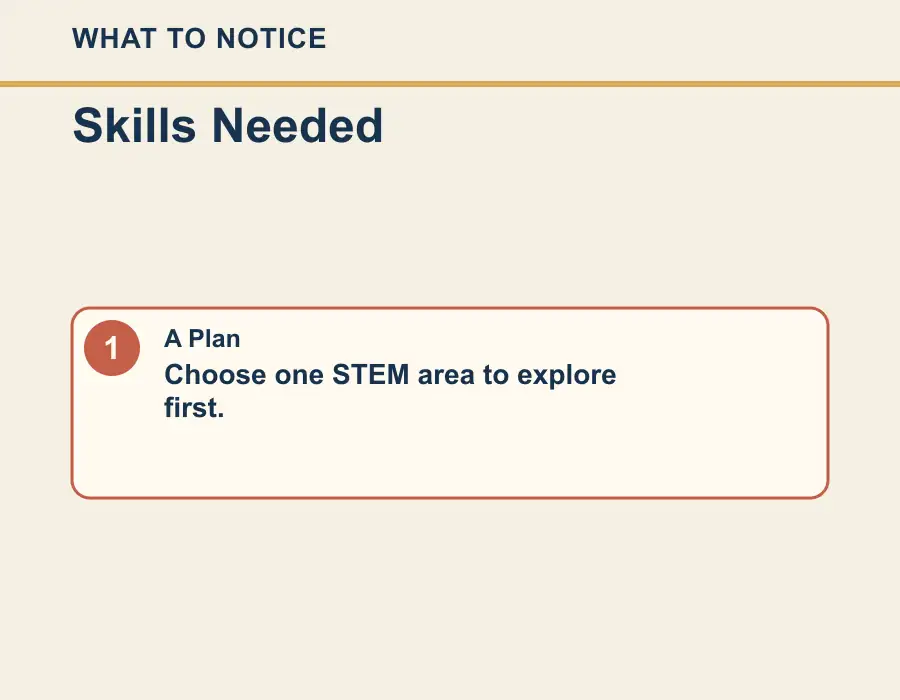 WHAT TO NOTICE
Skills Needed
1
A Plan
Choose one STEM area to explore
first.